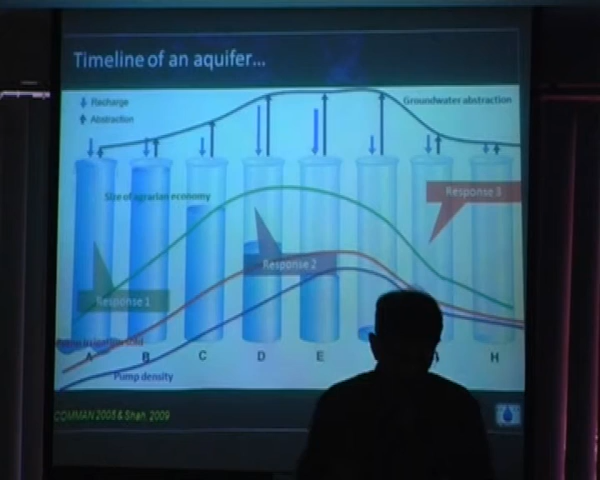 Timeline of an aquifer...
Recharge
Abstraction
Groundwater abstraction
Size of agrarian economy
Response 3
Response 2
Response 1
A B C D E H
Pump density
COMMAN 2005 & Shah, 2009